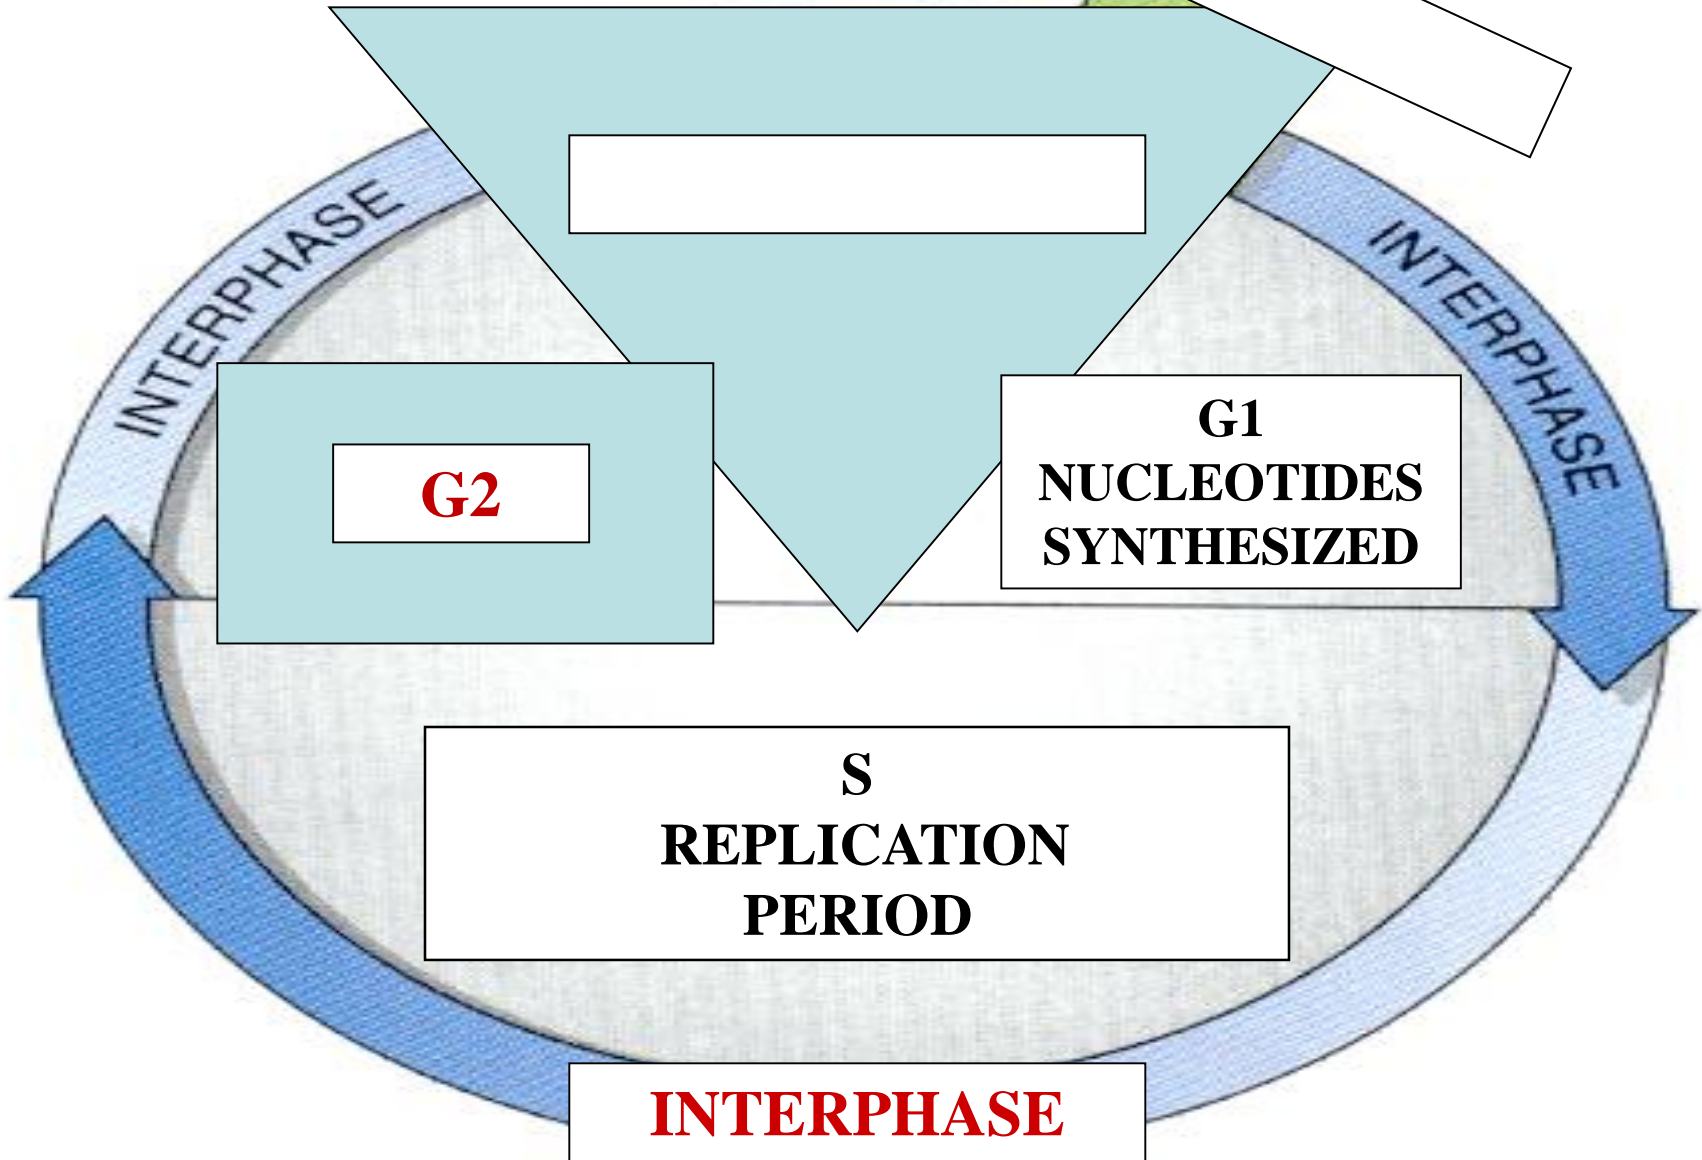 INTERPHASE
INTERPHASE
G2
G1
NUCLEOTIDES
SYNTHESIZED
S
REPLICATION
PERIOD
INTERPHASE